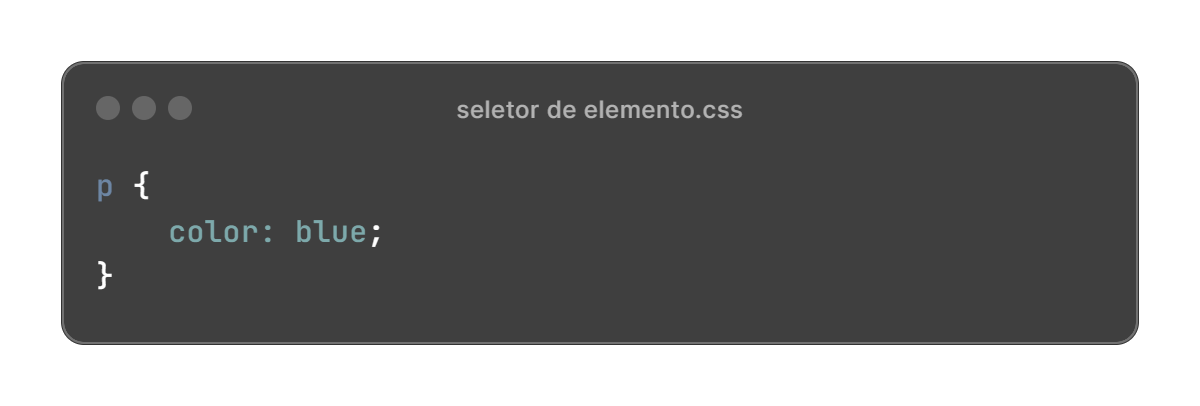 seletor de elemento.css
p {
    color: blue;
}